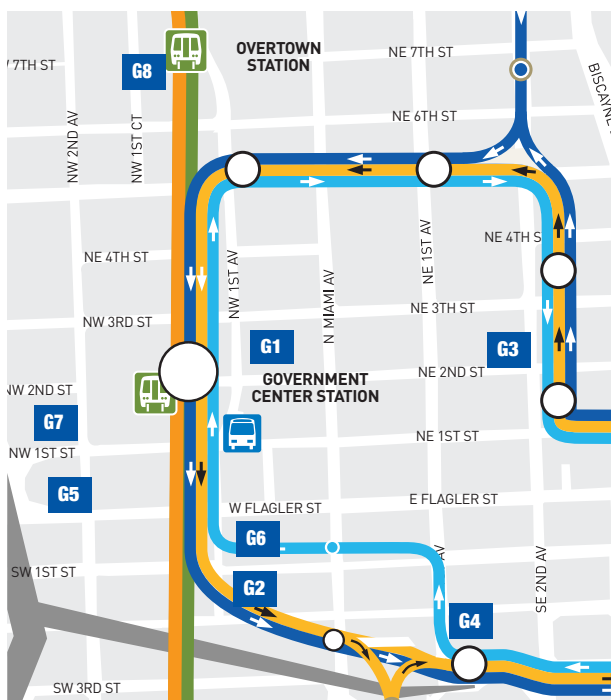 OVERTOWN
STATION
NE 7TH ST
7TH ST
G8
BISCAYNE
NW 2ND AV
NW 1ST CT
NE 6TH ST
NE 4TH ST
NE 4TH S
NW 1ST AV
N MIAMI AV
NE 1ST AV
NE 3TH ST
NW 3RD ST
G1
G3
GOVERNMENT
CENTER STATION
NE 2ND ST
NW 2ND ST
G7
NE 1ST ST
NW 1ST ST
G5
W FLAGLER ST
E FLAGLER ST
G6
AV
SE 2ND AV
SW 1ST ST
G2
G4
SW 3RD ST